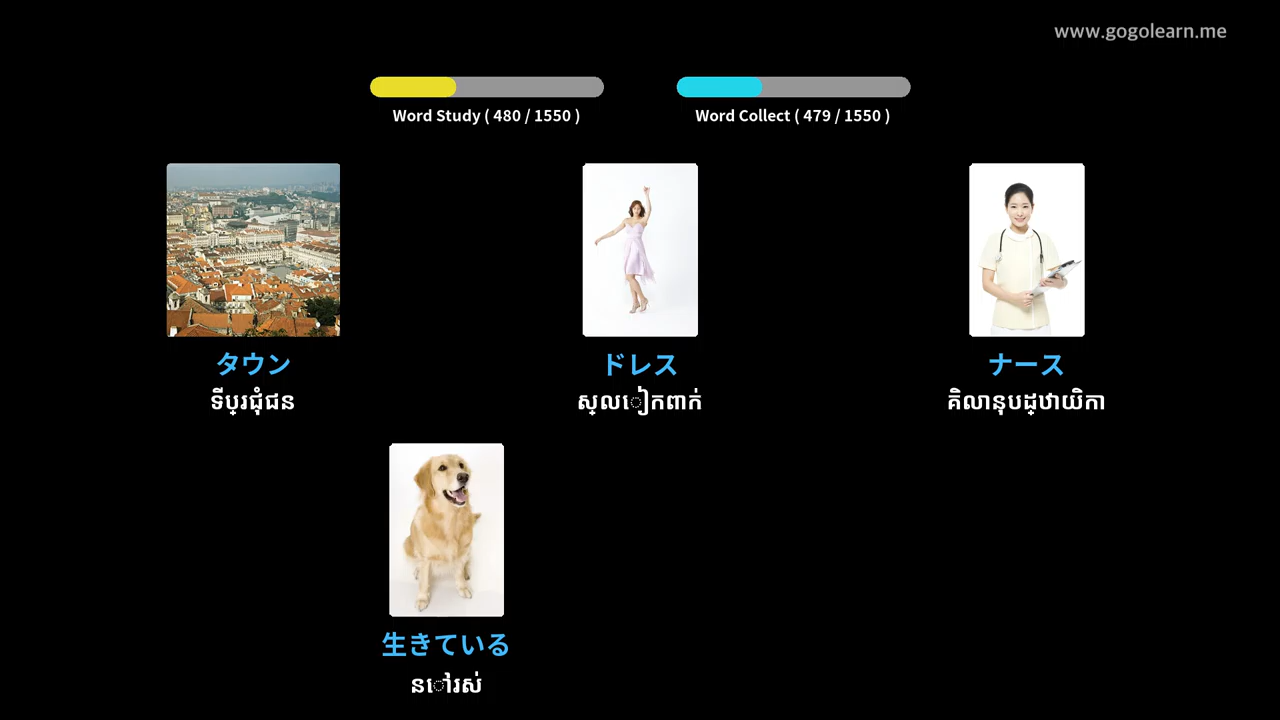 www.gogolearn.me
Word Study ( 480 / 1550 )
Word Collect ( 479 / 1550 )
タウン
ドレス
ナース
ទីប្រជុំជន
ស្លៀកពាក់
គិលានុបដ្ឋាយិកា
生きている
នៅរស់